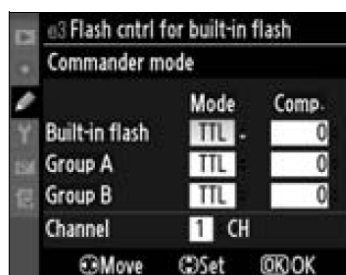 e3 Flash cntrl for built-in flash
Commander mode
Mode Comp.
Built-in flash TTL - 0
Group A TTL 0
Group B TTL 0
Channel 1 CH
Move Set OK OK